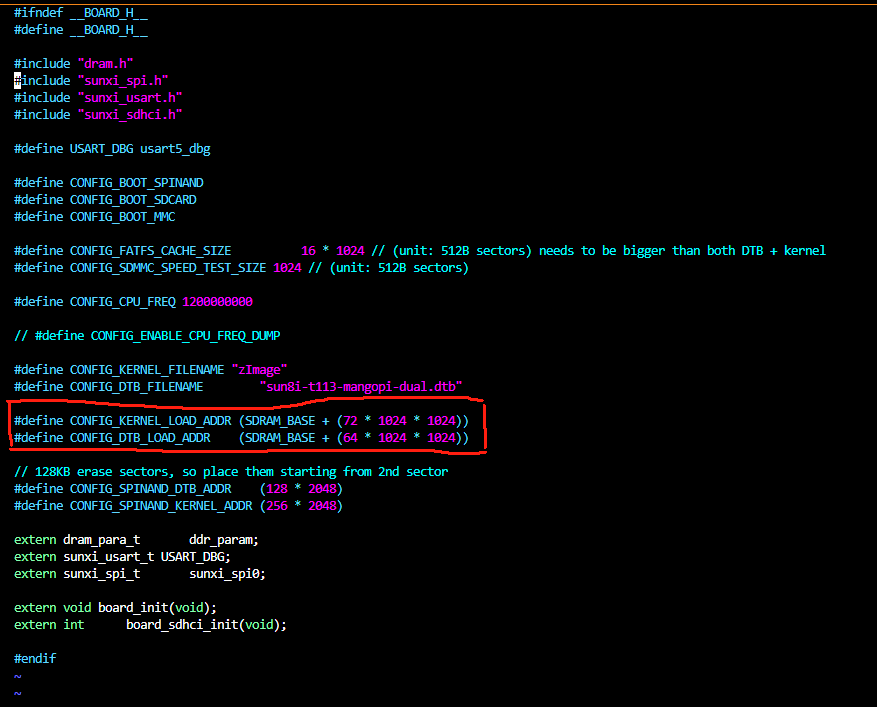 #ifndef __BOARD_H__
#define __BOARD_H__
#include "dram.h"
#include "sunxi_spi.h"
#include "sunxi_usart.h"
#include "sunxi_sdhci.h"
#define USART_DBG usart5_dbg
#define CONFIG_BOOT_SPINAND
#define CONFIG_BOOT_SDCARD
#define CONFIG_BOOT_MMC
#define CONFIG_FATFS_CACHE_SIZE 16 * 1024 // (unit: 512B sectors) needs to be bigger than both DTB + kernel
#define CONFIG_SDMMC_SPEED_TEST_SIZE 1024 // (unit: 512B sectors)
#define CONFIG_CPU_FREQ 1200000000
// #define CONFIG_ENABLE_CPU_FREQ_DUMP
#define CONFIG_KERNEL_FILENAME "zImage"
#define CONFIG_DTB_FILENAME "sun8i-t113-mangopi-dual.dtb"
#define CONFIG_KERNEL_LOAD_ADDR (SDRAM_BASE + (72 * 1024 * 1024))
#define CONFIG_DTB_LOAD_ADDR (SDRAM_BASE + (64 * 1024 * 1024))
// 128KB erase sectors, so place them starting from 2nd sector
#define CONFIG_SPINAND_DTB_ADDR (128 * 2048)
#define CONFIG_SPINAND_KERNEL_ADDR (256 * 2048)
extern dram_para_t ddr_param;
extern sunxi_usart_t USART_DBG;
extern sunxi_spi_t sunxi_spi0;
extern void board_init(void);
extern int board_sdhci_init(void);
#endif
~
~